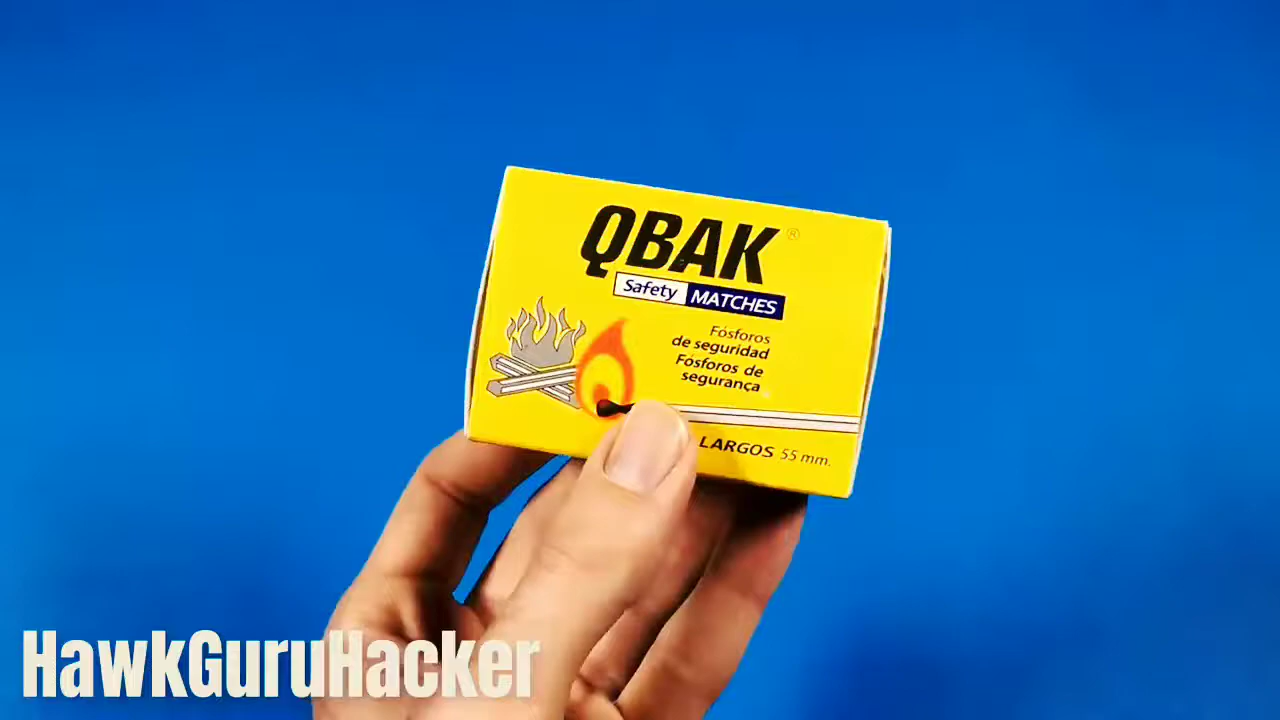 QBAK ®
Safety MATCHES
Fósforos
de seguridad
Fósforos de
segurança
LARGOS 55 mm.
HawkGuruHacker